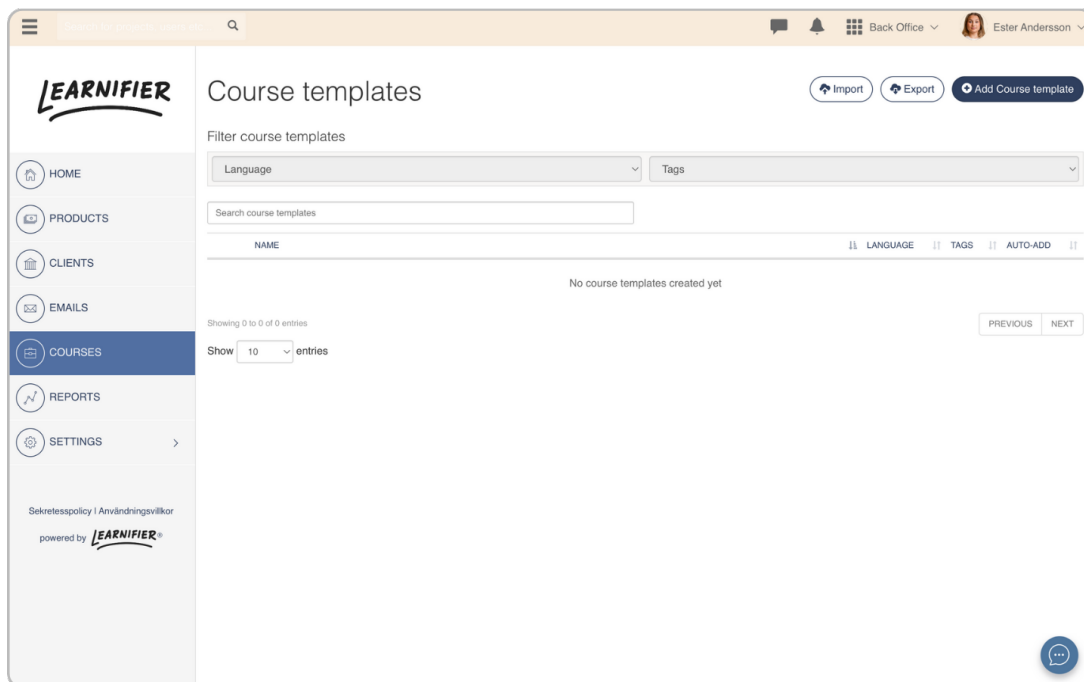 Back Office
Ester Andersson
LEARNIFIER
Course templates
Import
Export
Add Course template
Filter course templates
Language
Tags
Search course templates
NAME
LANGUAGE
TAGS
AUTO-ADD
No course templates created yet
Showing 0 to 0 of 0 entries
PREVIOUS
NEXT
Show 10 entries
HOME
PRODUCTS
CLIENTS
EMAILS
COURSES
REPORTS
SETTINGS
Sekretesspolicy | Användningsvillkor
powered by LEARNIFIER®